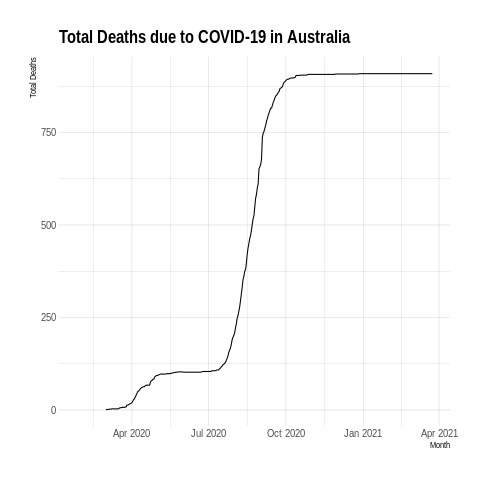 Total Deaths due to COVID-19 in Australia
Total Deaths
750
500
250
0
Apr 2020 Jul 2020 Oct 2020 Jan 2021 Apr 2021
Month